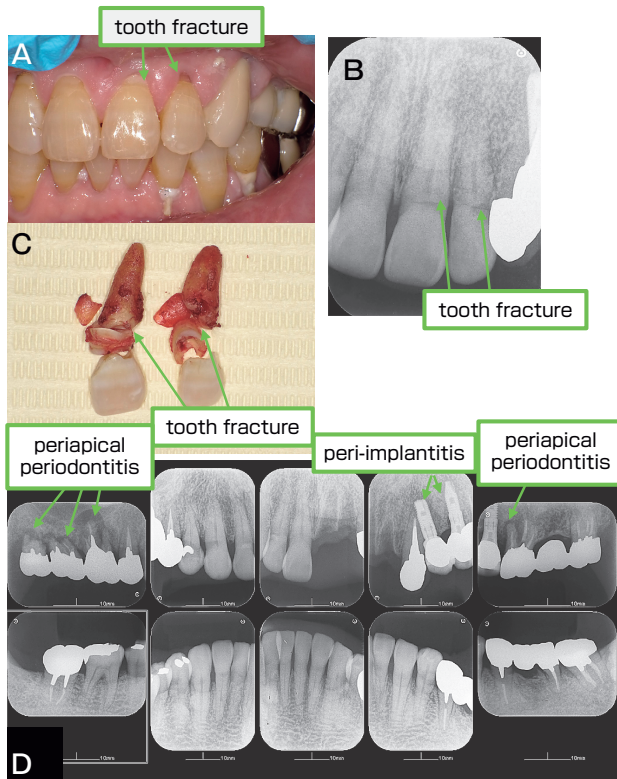 tooth fracture
A
B
tooth fracture
C
tooth fracture
periapical
periodontitis
peri-implantitis
periapical
periodontitis
10mm
10mm
10mm
10mm
10mm
10mm
10mm
10mm
10mm
10mm
D